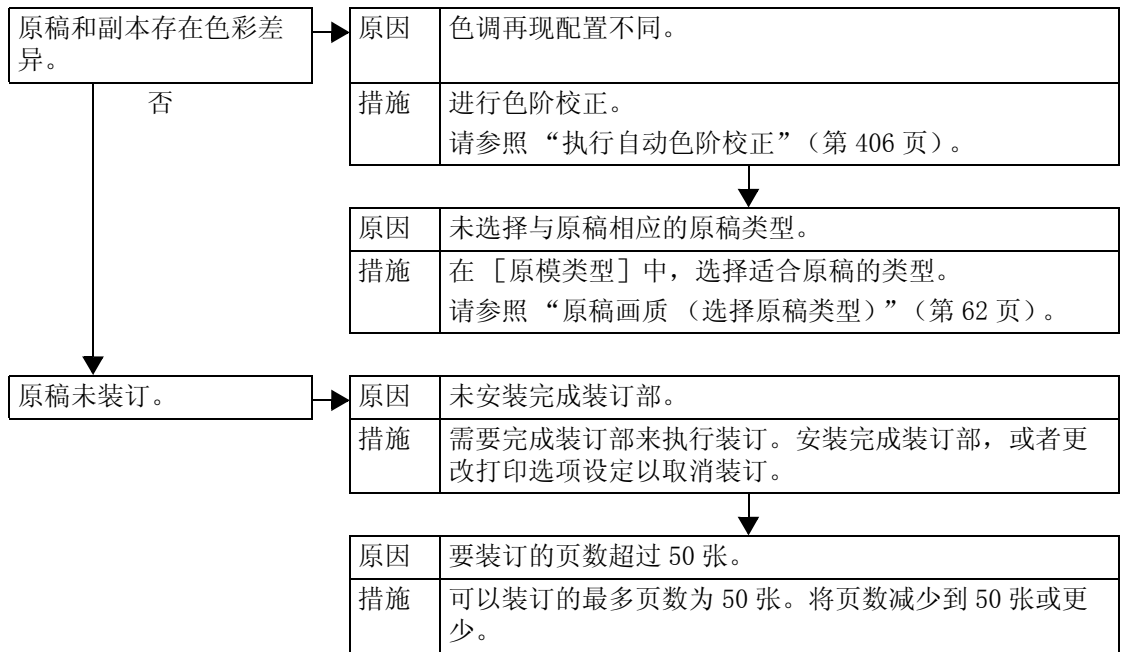 原稿和副本存在色彩差
异。
原因 色调再现配置不同。
否
措施 进行色阶校正。
请参照 “执行自动色阶校正”（第 406 页）。
原因 未选择与原稿相应的原稿类型。
措施 在 ［原模类型］中，选择适合原稿的类型。
请参照 “原稿画质 （选择原稿类型）”（第 62 页）。
原稿未装订。
原因 未安装完成装订部。
措施 需要完成装订部来执行装订。安装完成装订部，或者更
改打印选项设定以取消装订。
原因 要装订的页数超过 50 张。
措施 可以装订的最多页数为 50 张。将页数减少到 50 张或更
少。